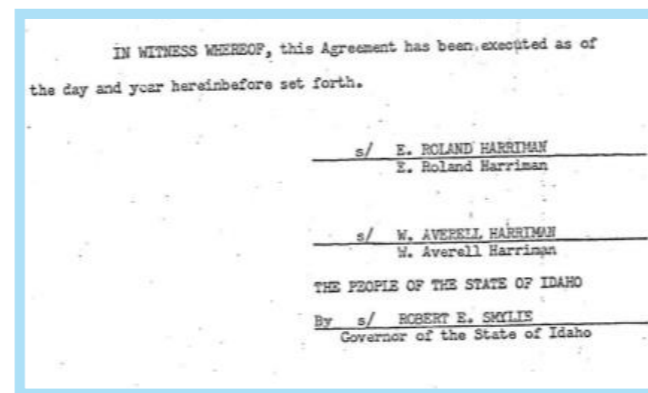 IN WITNESS WHEREOF, this Agreement has been executed as of
the day and year hereinbefore set forth.
s/ E. ROLAND HARRIMAN
E. Roland Harriman
s/ W. AVERELL HARRIMAN
W. Averell Harriman
THE PEOPLE OF THE STATE OF IDAHO
By s/ ROBERT E. SMYLIE
Governor of the State of Idaho